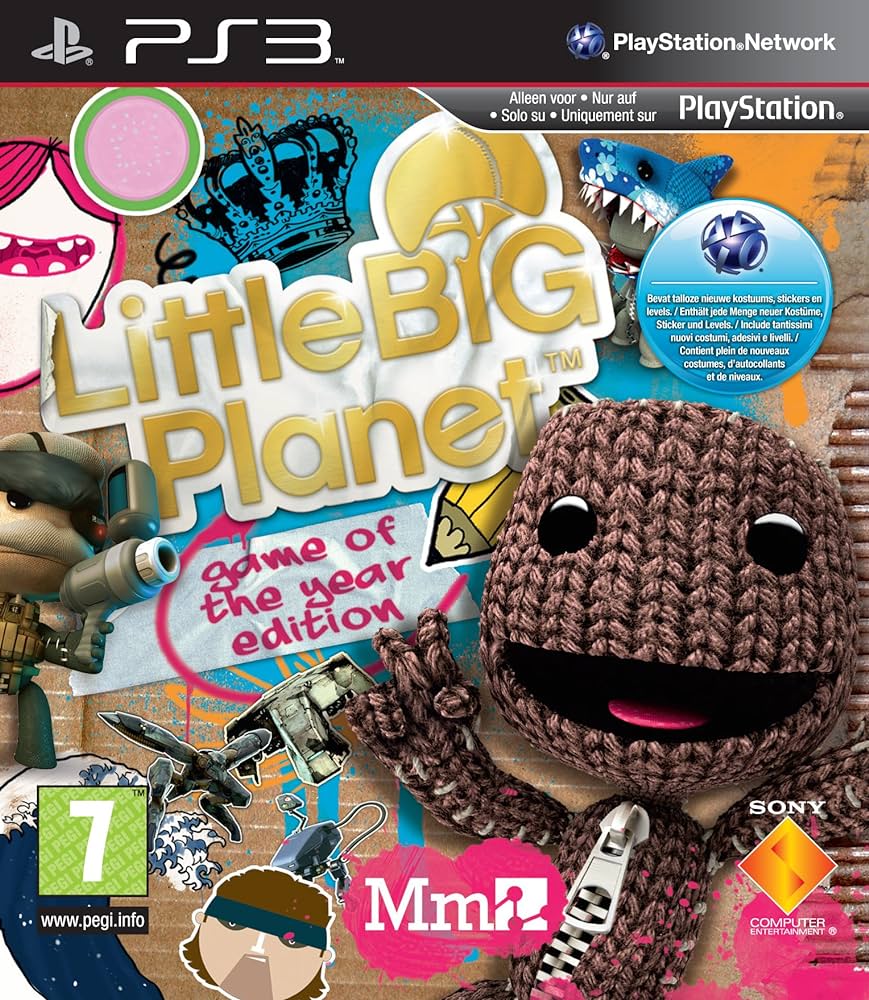 PS3
™
PlayStation®Network
Alleen voor • Nur auf
• Solo su • Uniquement sur
PlayStation®
LittleBIG
Planet™
game of
the year
edition
Bevat talloze nieuwe kostuums, stickers en
levels. / Enthält jede Menge neuer Kostüme,
Sticker und Levels. / Include tantissimi
nuovi costumi, adesivi e livelli. /
Contient plein de nouveaux
costumes, d'autocollants
et de niveaux.
7
™
www.pegi.info
Mm
SONY
COMPUTER
ENTERTAINMENT®